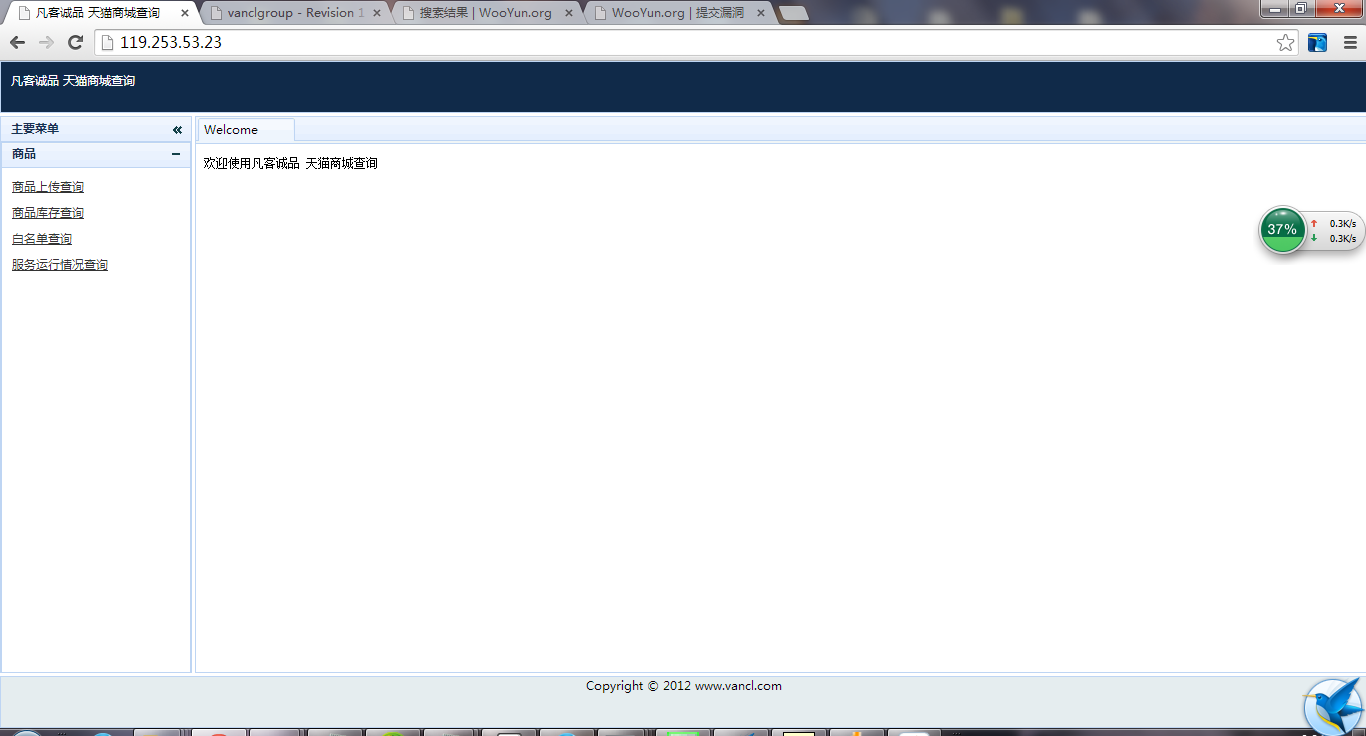 凡客诚品 天猫商城查询
vanclgroup - Revision 1
搜索结果 | WooYun.org
WooYun.org | 提交漏洞
119.253.53.23
凡客诚品 天猫商城查询
主要菜单
Welcome
商品
欢迎使用凡客诚品 天猫商城查询
商品上传查询
商品库存查询
白名单查询
服务运行情况查询
37%
0.3K/s
0.3K/s
Copyright © 2012 www.vancl.com